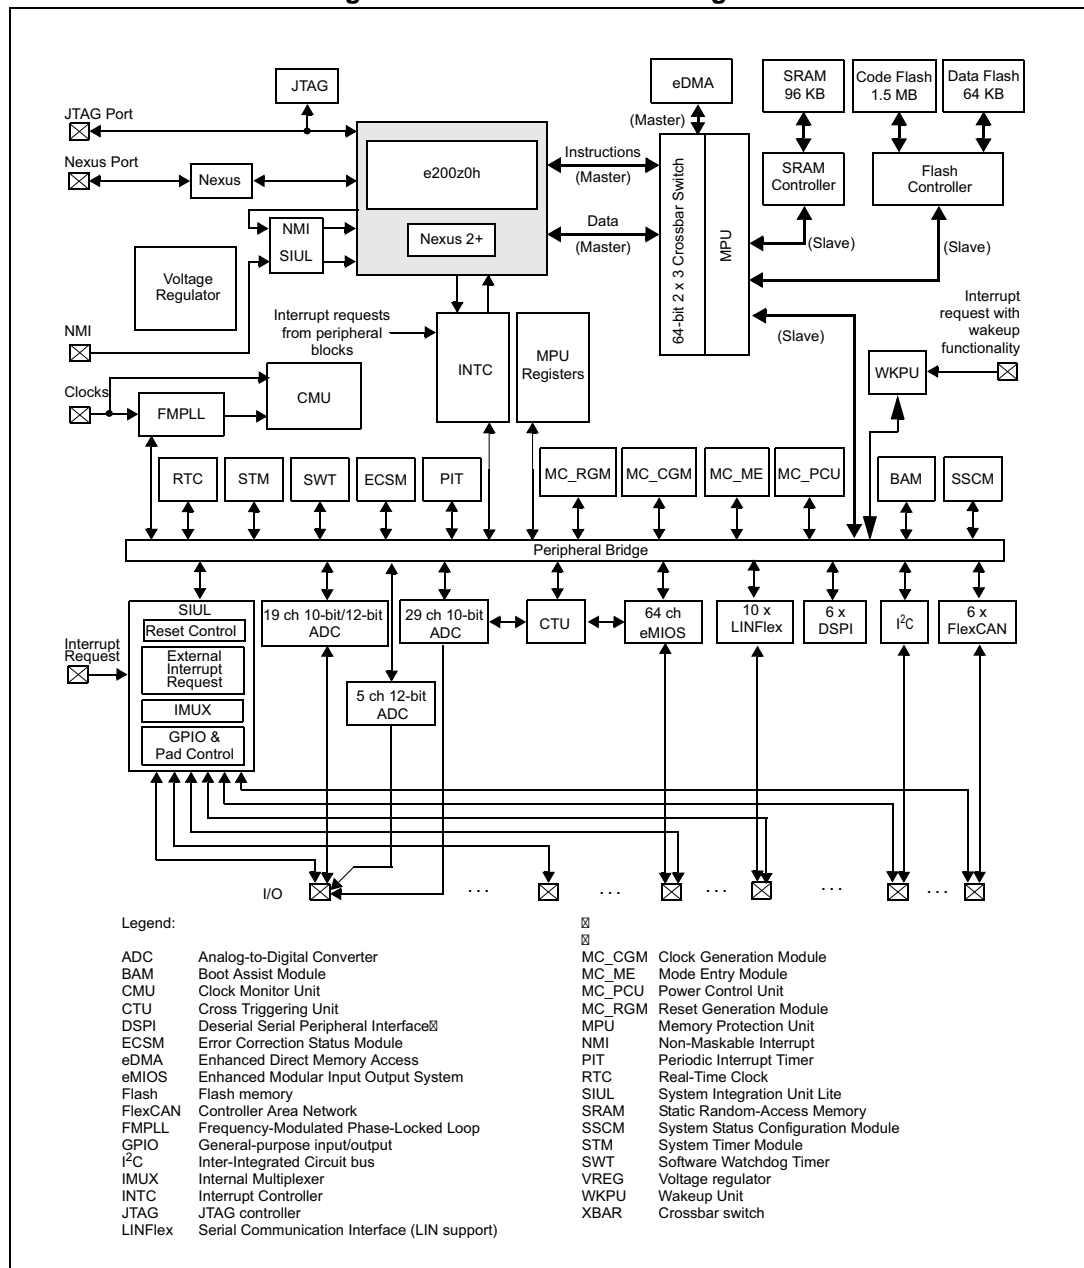 JTAG
eDMA
SRAM
96 KB
Code Flash
1.5 MB
Data Flash
64 KB
JTAG Port
(Master)
Nexus Port
Nexus
e200z0h
Nexus 2+
Instructions
(Master)
Data
(Master)
64-bit 2 x 3 Crossbar Switch
MPU
SRAM
Controller
Flash
Controller
(Slave)
(Slave)
(Slave)
NMI
SIUL
Voltage
Regulator
NMI
Interrupt requests
from peripheral
blocks
INTC
MPU
Registers
Interrupt
request with
wakeup
functionality
WKPU
Clocks
FMPLL
CMU
RTC
STM
SWT
ECSM
PIT
MC_RGM
MC_CGM
MC_ME
MC_PCU
BAM
SSCM
Peripheral Bridge
SIUL
Reset Control
External
Interrupt
Request
IMUX
GPIO &
Pad Control
Interrupt
Request
19 ch 10-bit/12-bit
ADC
29 ch 10-bit
ADC
5 ch 12-bit
ADC
CTU
64 ch
eMIOS
10 x
LINFlex
6 x
DSPI
I2C
6 x
FlexCAN
I/O
. . .
. . .
. . .
. . .
. . .
Legend:
ADC Analog-to-Digital Converter
BAM Boot Assist Module
CMU Clock Monitor Unit
CTU Cross Triggering Unit
DSPI Deserial Serial Peripheral Interface
ECSM Error Correction Status Module
eDMA Enhanced Direct Memory Access
eMIOS Enhanced Modular Input Output System
Flash Flash memory
FlexCAN Controller Area Network
FMPLL Frequency-Modulated Phase-Locked Loop
GPIO General-purpose input/output
I2C Inter-Integrated Circuit bus
IMUX Internal Multiplexer
INTC Interrupt Controller
JTAG JTAG controller
LINFlex Serial Communication Interface (LIN support)
MC_CGM Clock Generation Module
MC_ME Mode Entry Module
MC_PCU Power Control Unit
MC_RGM Reset Generation Module
MPU Memory Protection Unit
NMI Non-Maskable Interrupt
PIT Periodic Interrupt Timer
RTC Real-Time Clock
SIUL System Integration Unit Lite
SRAM Static Random-Access Memory
SSCM System Status Configuration Module
STM System Timer Module
SWT Software Watchdog Timer
VREG Voltage regulator
WKPU Wakeup Unit
XBAR Crossbar switch